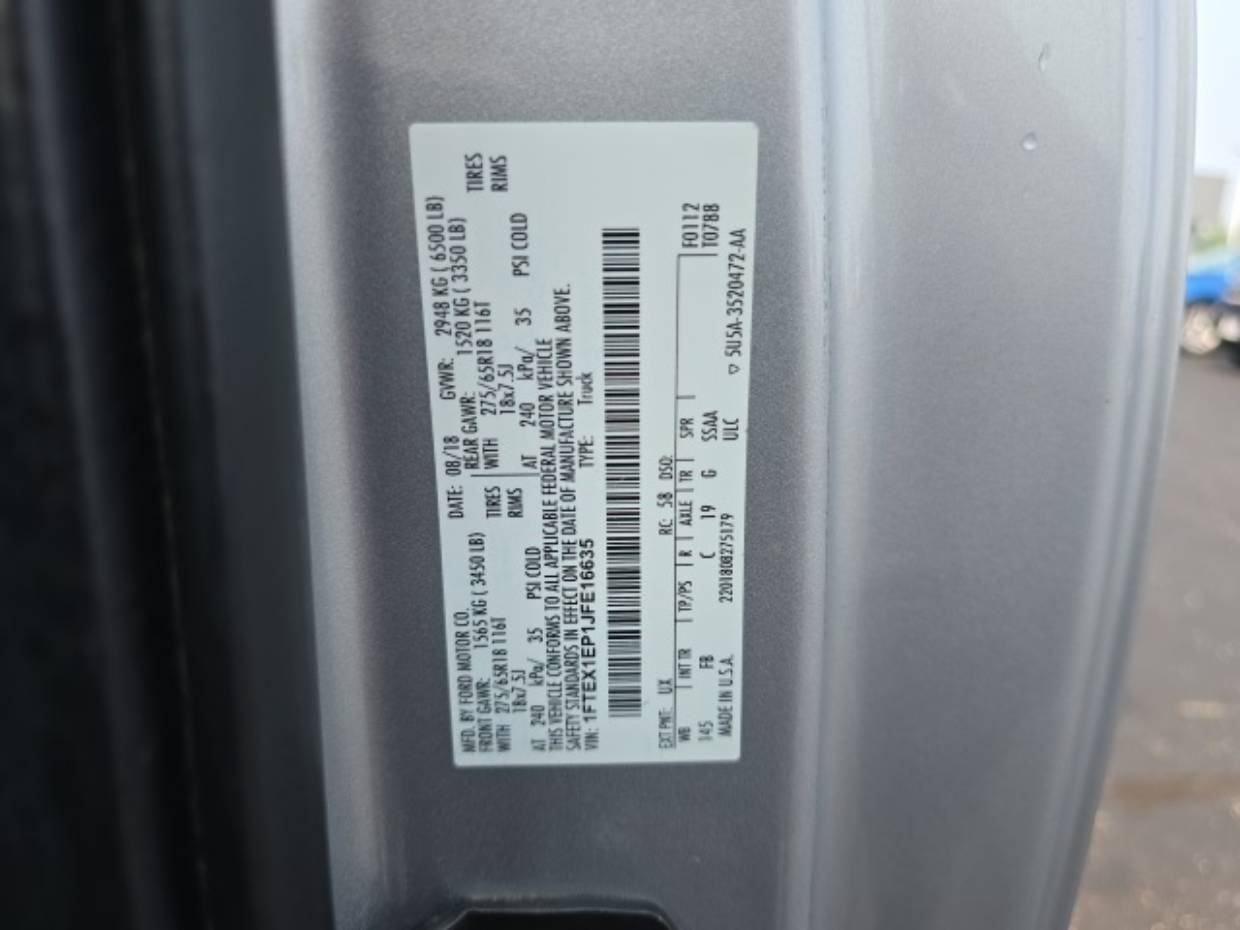 MFD. BY FORD MOTOR CO. DATE: 08/18 GVWR: 2948 KG ( 6500 LB)
FRONT GAWR: 1565 KG ( 3450 LB) REAR GAWR: 1520 KG ( 3350 LB)
WITH 275/65R18 116T TIRES WITH 275/65R18 116T TIRES
18x7.5J RIMS 18x7.5J RIMS
AT 240 kPa/ 35 PSI COLD AT 240 kPa/ 35 PSI COLD
THIS VEHICLE CONFORMS TO ALL APPLICABLE FEDERAL MOTOR VEHICLE
SAFETY STANDARDS IN EFFECT ON THE DATE OF MANUFACTURE SHOWN ABOVE.
VIN: 1FTEX1EP1JFE16635 TYPE: Truck
EXT PNT: UX RC: 58 DSO:
WB INT TR TP/PS R AXLE TR SPR F0112
145 FB C 19 G SSAA T0788
MADE IN U.S.A. 2201808275179 ULC
▽ 5U5A-3520472-AA